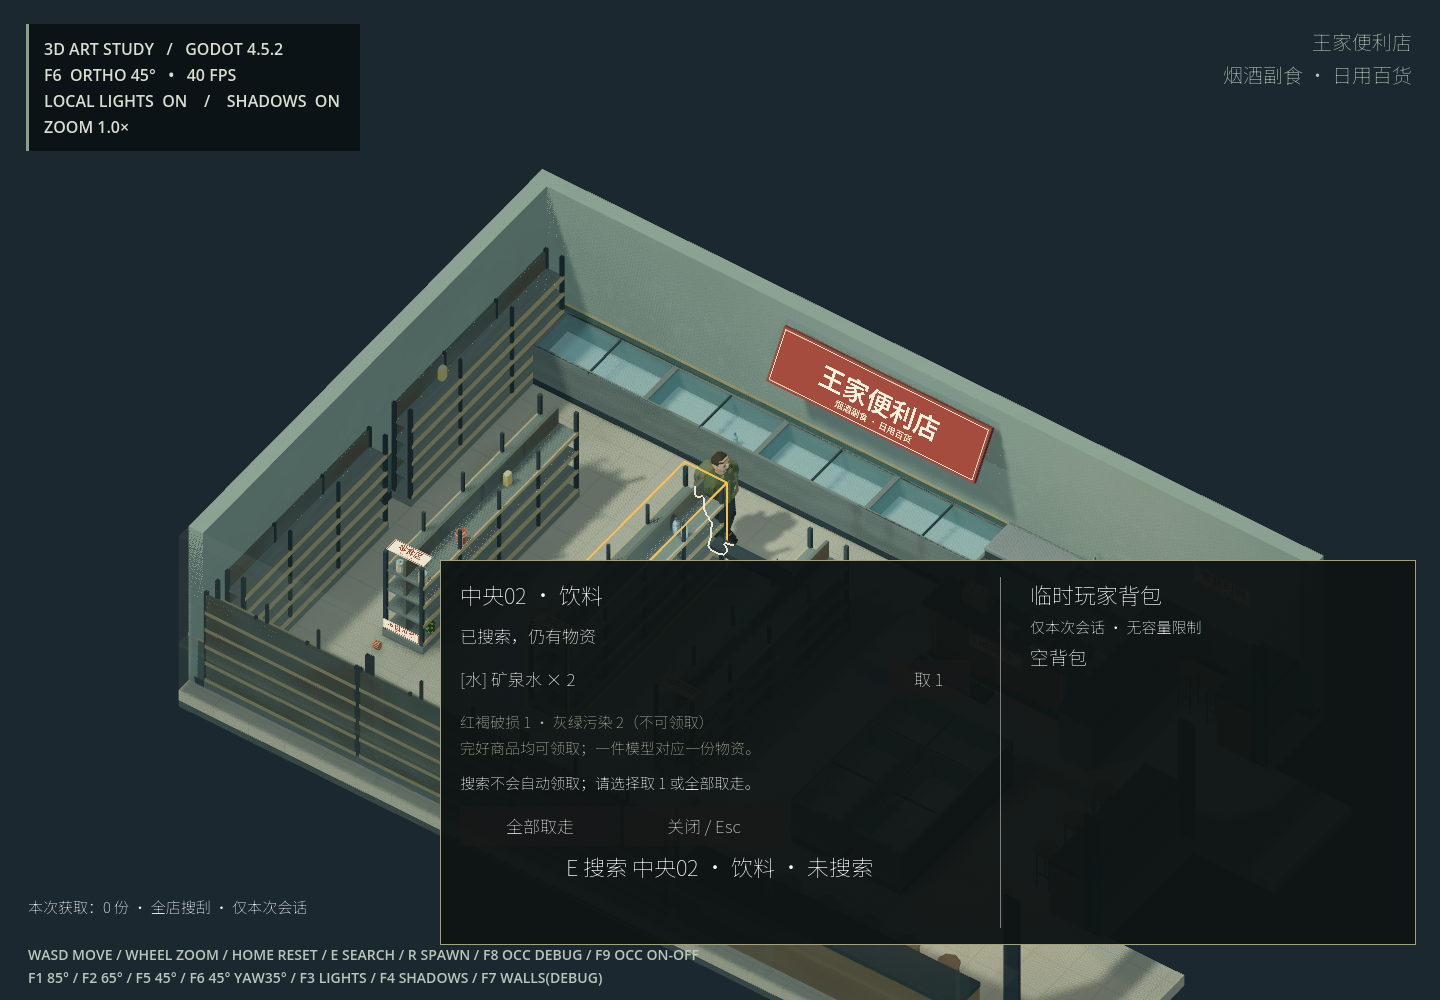 3D ART STUDY / GODOT 4.5.2
F6 ORTHO 45° • 40 FPS
LOCAL LIGHTS ON / SHADOWS ON
ZOOM 1.0×
王家便利店
烟酒副食 · 日用百货
王家便利店
烟酒副食 · 日用百货
中央02 · 饮料
已搜索，仍有物资
[水] 矿泉水 × 2
取 1
红褐破损 1 · 灰绿污染 2（不可领取）
完好商品均可领取；一件模型对应一份物资。
搜索不会自动领取；请选择取 1 或全部取走。
全部取走
关闭 / Esc
E 搜索 中央02 · 饮料 · 未搜索
临时玩家背包
仅本次会话 · 无容量限制
空背包
本次获取：0 份 · 全店搜刮 · 仅本次会话
WASD MOVE / WHEEL ZOOM / HOME RESET / E SEARCH / R SPAWN / F8 OCC DEBUG / F9 OCC ON-OFF
F1 85° / F2 65° / F5 45° / F6 45° YAW35° / F3 LIGHTS / F4 SHADOWS / F7 WALLS(DEBUG)